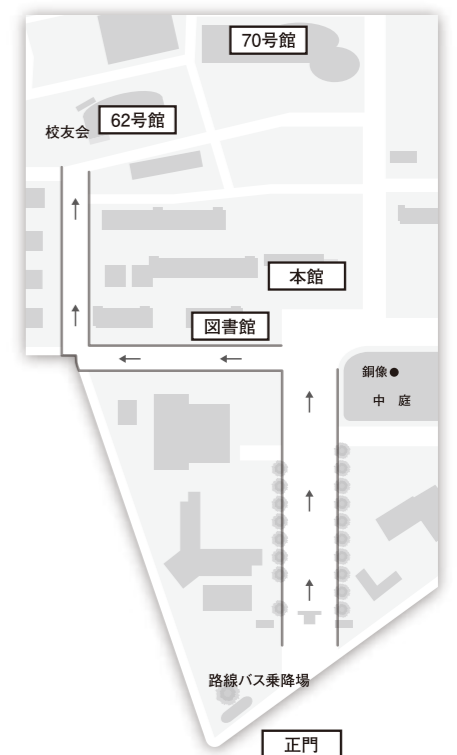 70号館
62号館
校友会
本館
図書館
銅像
中 庭
路線バス乗降場
正門